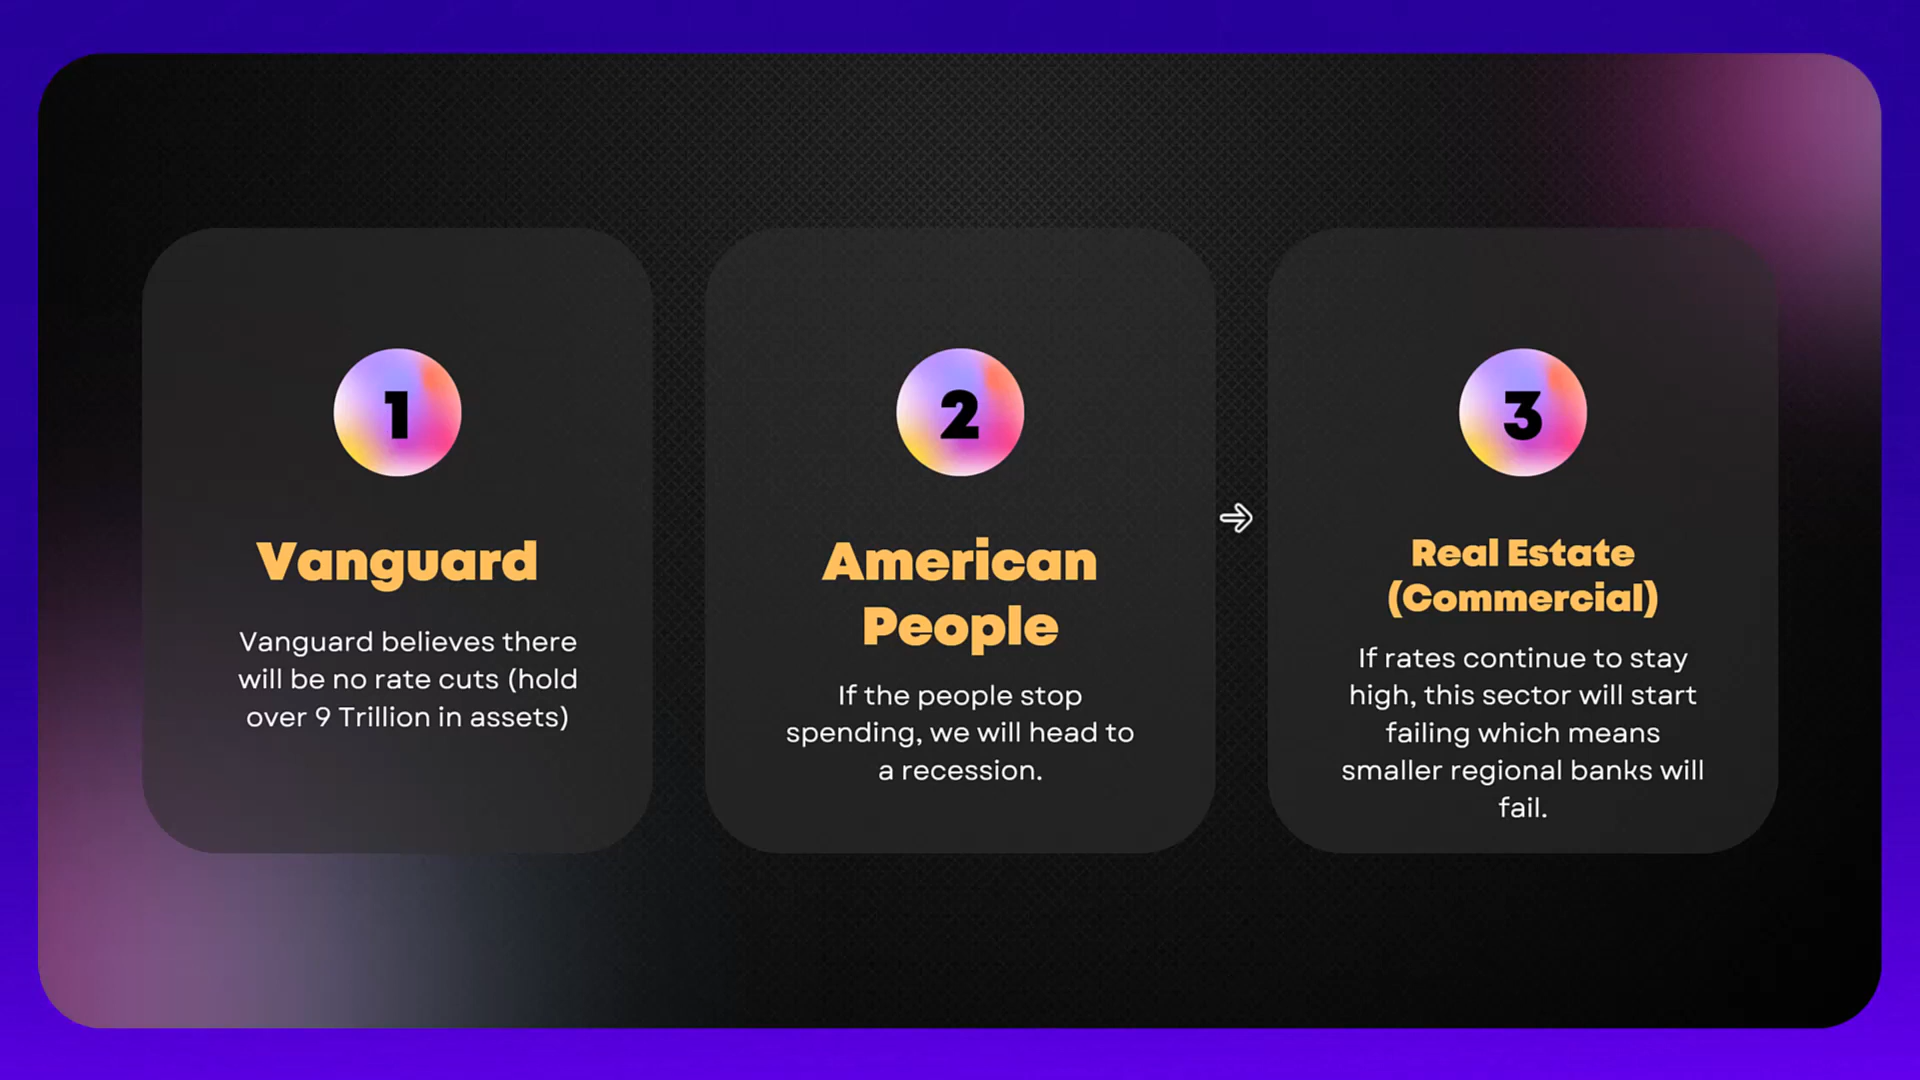 1
Vanguard
Vanguard believes there
will be no rate cuts (hold
over 9 Trillion in assets)
2
American
People
If the people stop
spending, we will head to
a recession.
3
Real Estate
(Commercial)
If rates continue to stay
high, this sector will start
failing which means
smaller regional banks will
fail.